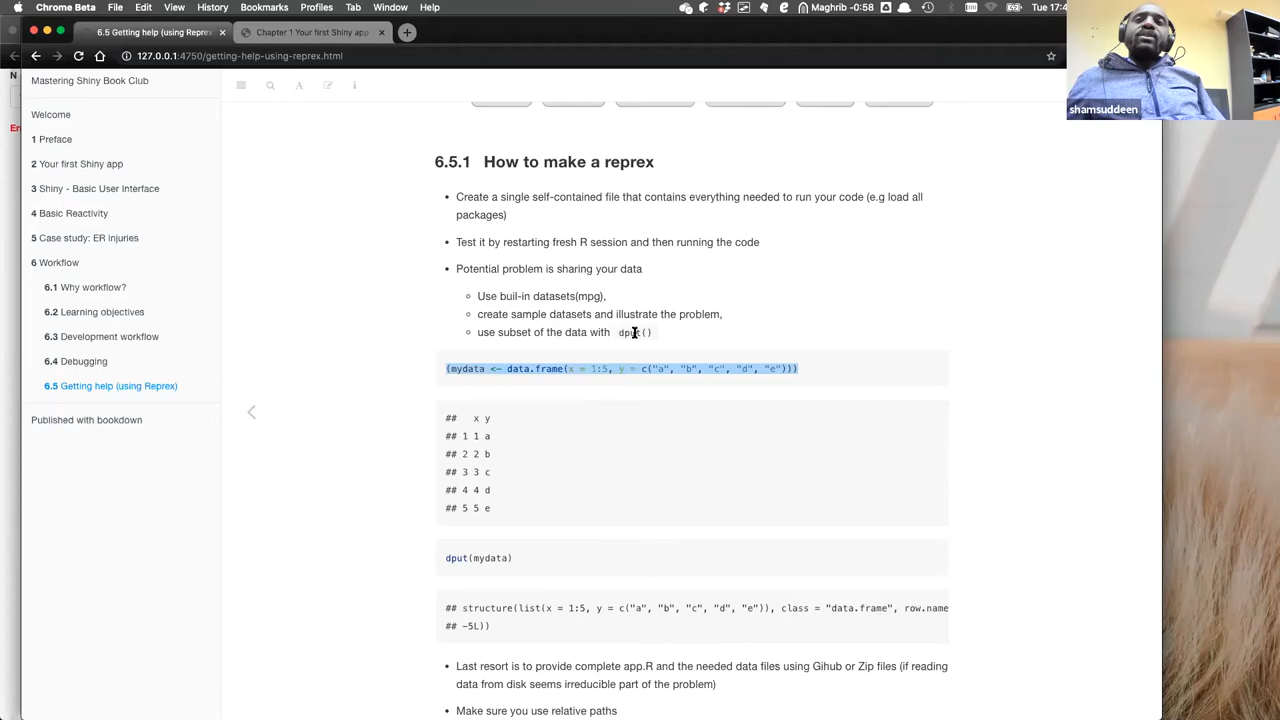 Chrome Beta File Edit View History Bookmarks Profiles Tab Window Help
Maghrib -0:58
Tue 17:4
6.5 Getting help (using Reprex
Chapter 1 Your first Shiny app
127.0.0.1:4750/getting-help-using-reprex.html
shamsuddeen
N
Er
Mastering Shiny Book Club
Welcome
1 Preface
2 Your first Shiny app
3 Shiny - Basic User Interface
4 Basic Reactivity
5 Case study: ER injuries
6 Workflow
6.1 Why workflow?
6.2 Learning objectives
6.3 Development workflow
6.4 Debugging
6.5 Getting help (using Reprex)
Published with bookdown
6.5.1 How to make a reprex
Create a single self-contained file that contains everything needed to run your code (e.g load all
packages)
Test it by restarting fresh R session and then running the code
Potential problem is sharing your data
Use buil-in datasets(mpg),
create sample datasets and illustrate the problem,
use subset of the data with dput()
(mydata <- data.frame(x = 1:5, y = c("a", "b", "c", "d", "e")))
## x y
## 1 1 a
## 2 2 b
## 3 3 c
## 4 4 d
## 5 5 e
dput(mydata)
## structure(list(x = 1:5, y = c("a", "b", "c", "d", "e")), class = "data.frame", row.name
## -5L))
Last resort is to provide complete app.R and the needed data files using Gihub or Zip files (if reading
data from disk seems irreducible part of the problem)
Make sure you use relative paths